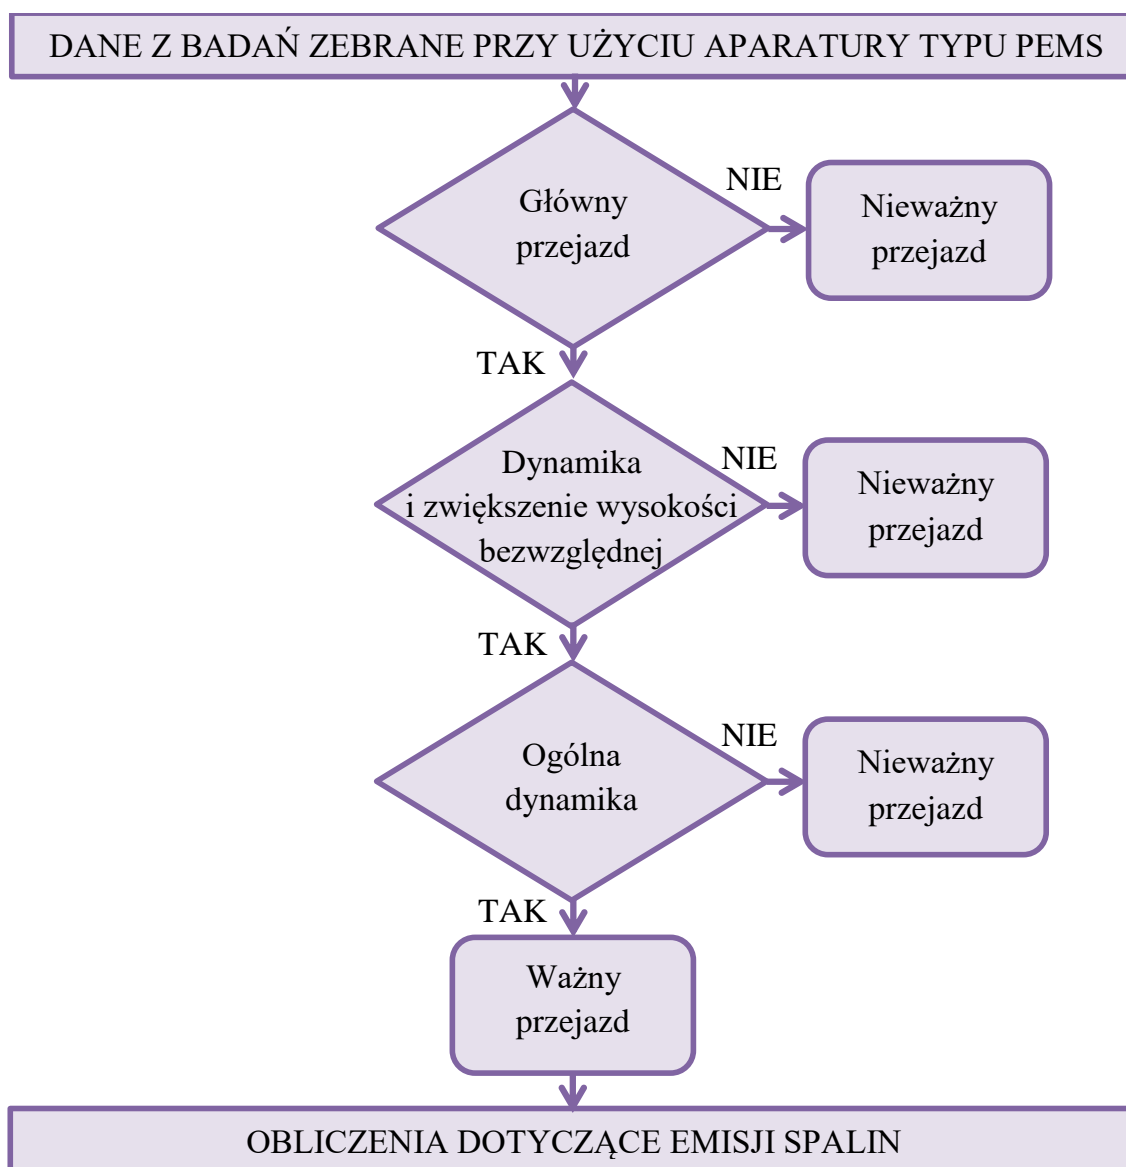 DANE Z BADAŃ ZEBRANE PRZY UŻYCIU APARATURY TYPU PEMS
Główny
przejazd
NIE
Nieważny
przejazd
TAK
Dynamika
i zwiększenie wysokości
bezwzględnej
NIE
Nieważny
przejazd
TAK
Ogólna
dynamika
NIE
Nieważny
przejazd
TAK
Ważny
przejazd
OBLICZENIA DOTYCZĄCE EMISJI SPALIN